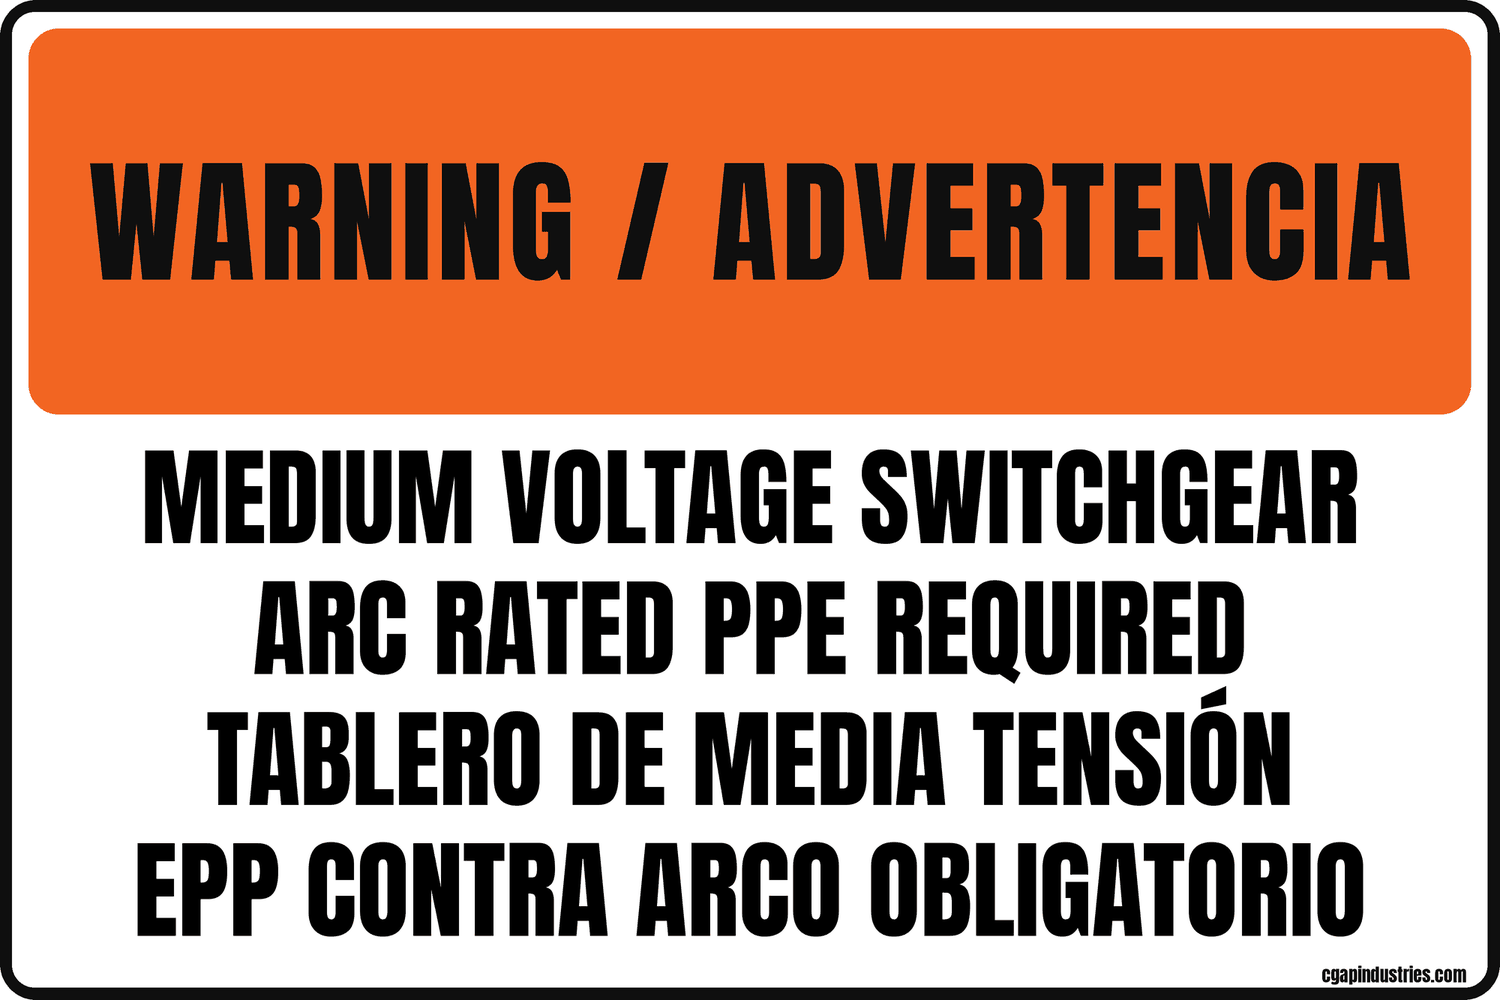 WARNING / ADVERTENCIA
MEDIUM VOLTAGE SWITCHGEAR
ARC RATED PPE REQUIRED
TABLERO DE MEDIA TENSIÓN
EPP CONTRA ARCO OBLIGATORIO
cgapindustries.com